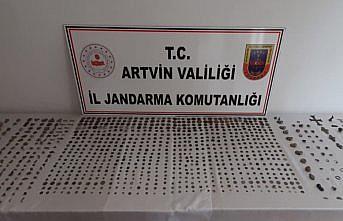 T.C.
ARTVİN VALİLİĞİ
İL JANDARMA KOMUTANLIĞI